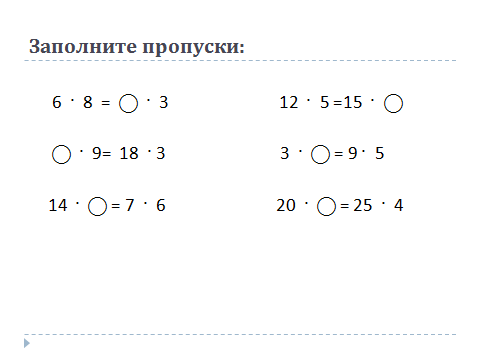 Заполните пропуски:
6 · 8 = ◯ · 3
12 · 5 =15 · ◯
◯ · 9= 18 ·3
3 · ◯ = 9 · 5
14 · ◯ = 7 · 6
20 · ◯ = 25 · 4